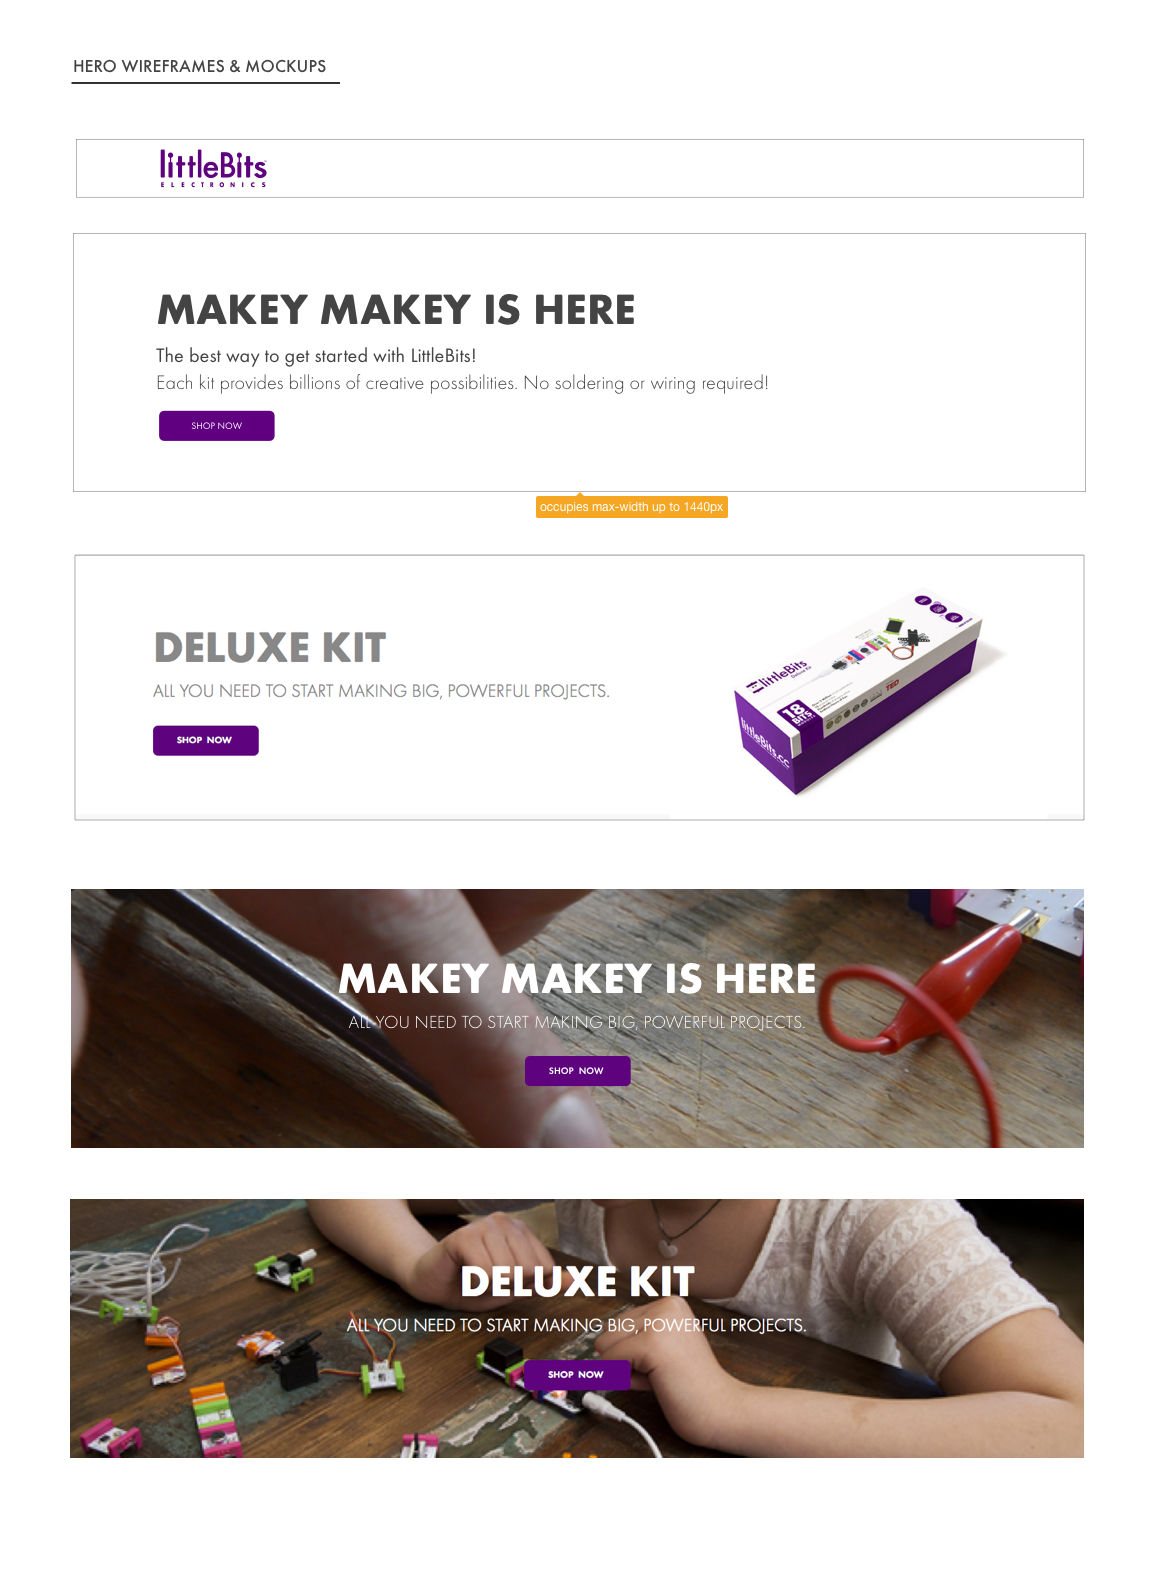 HERO WIREFRAMES & MOCKUPS
littleBits
ELECTRONICS
MAKEY MAKEY IS HERE
The best way to get started with LittleBits!
Each kit provides billions of creative possibilities. No soldering or wiring required!
SHOP NOW
occupies max-width up to 1440px
DELUXE KIT
ALL YOU NEED TO START MAKING BIG, POWERFUL PROJECTS.
SHOP NOW
littleBits
Deluxe Kit
18
BITS
TED
littleBits.CC
MAKEY MAKEY IS HERE
ALL YOU NEED TO START MAKING BIG, POWERFUL PROJECTS.
SHOP NOW
DELUXE KIT
ALL YOU NEED TO START MAKING BIG, POWERFUL PROJECTS.
SHOP NOW